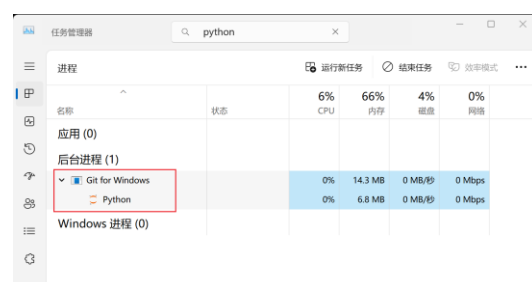 任务管理器
python
进程
运行新任务
结束任务
效率模式
6%
66%
4%
0%
名称
状态
CPU
内存
磁盘
网络
应用 (0)
后台进程 (1)
Git for Windows
0%
14.3 MB
0 MB/秒
0 Mbps
Python
0%
6.8 MB
0 MB/秒
0 Mbps
Windows 进程 (0)